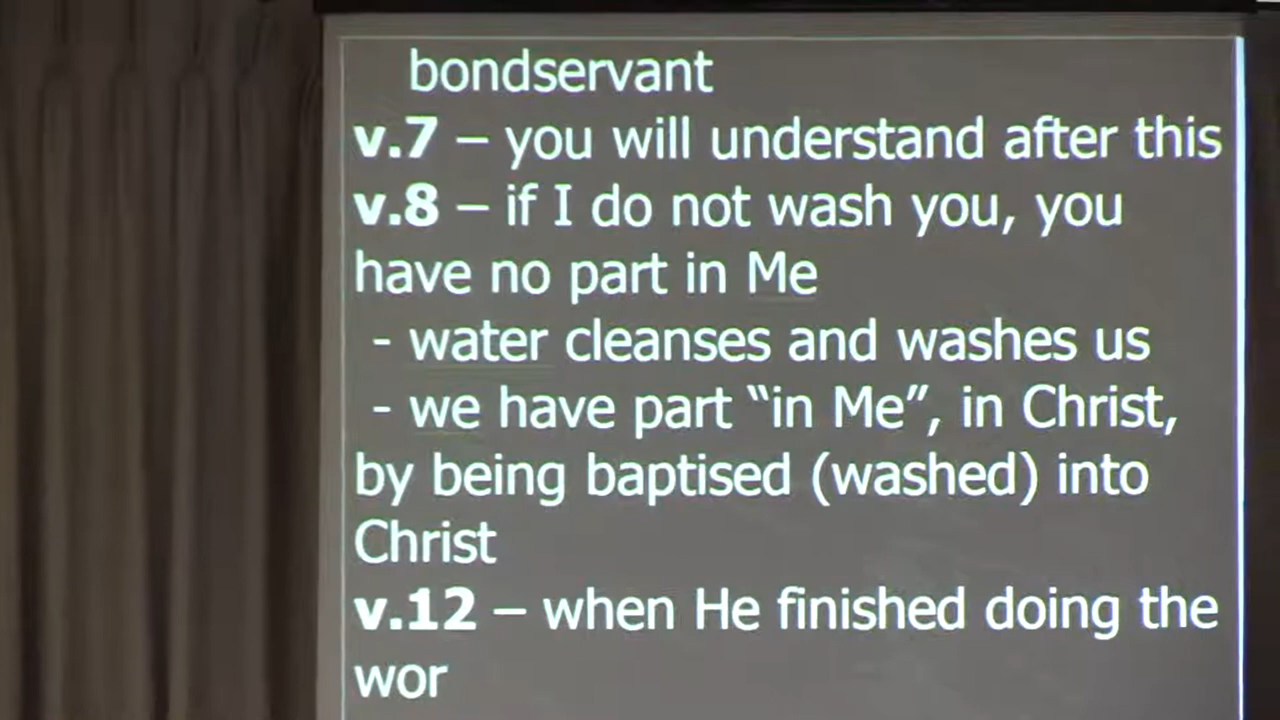 bondservant
v.7 – you will understand after this
v.8 – if I do not wash you, you
have no part in Me
- water cleanses and washes us
- we have part “in Me”, in Christ,
by being baptised (washed) into
Christ
v.12 – when He finished doing the
wor